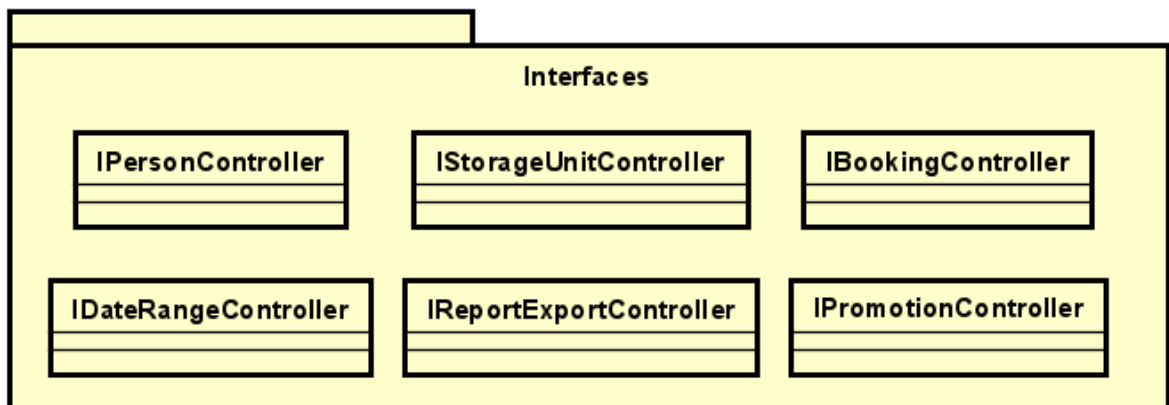 Interfaces
IPersonController
IStorageUnitController
IBookingController
IDateRangeController
IReportExportController
IPromotionController